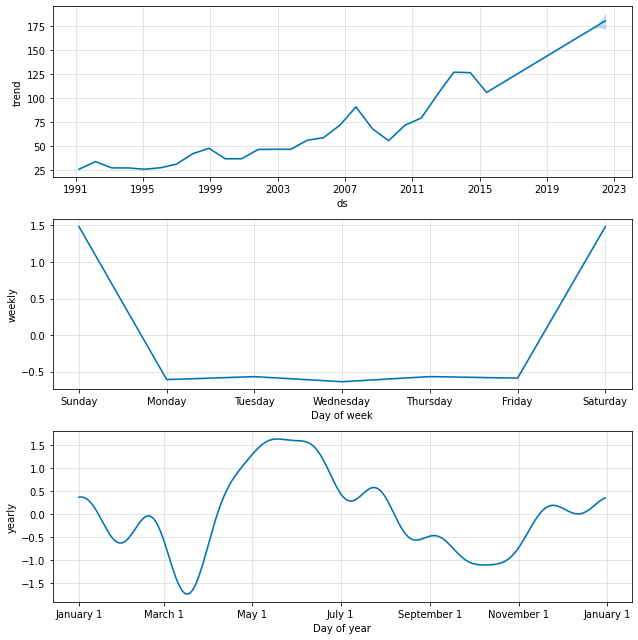 175
150
125
100
75
50
25
trend
1991 1995 1999 2003 2007 2011 2015 2019 2023
ds
1.5
1.0
0.5
0.0
−0.5
weekly
Sunday Monday Tuesday Wednesday Thursday Friday Saturday
Day of week
1.5
1.0
0.5
0.0
−0.5
−1.0
−1.5
yearly
January 1 March 1 May 1 July 1 September 1 November 1 January 1
Day of year